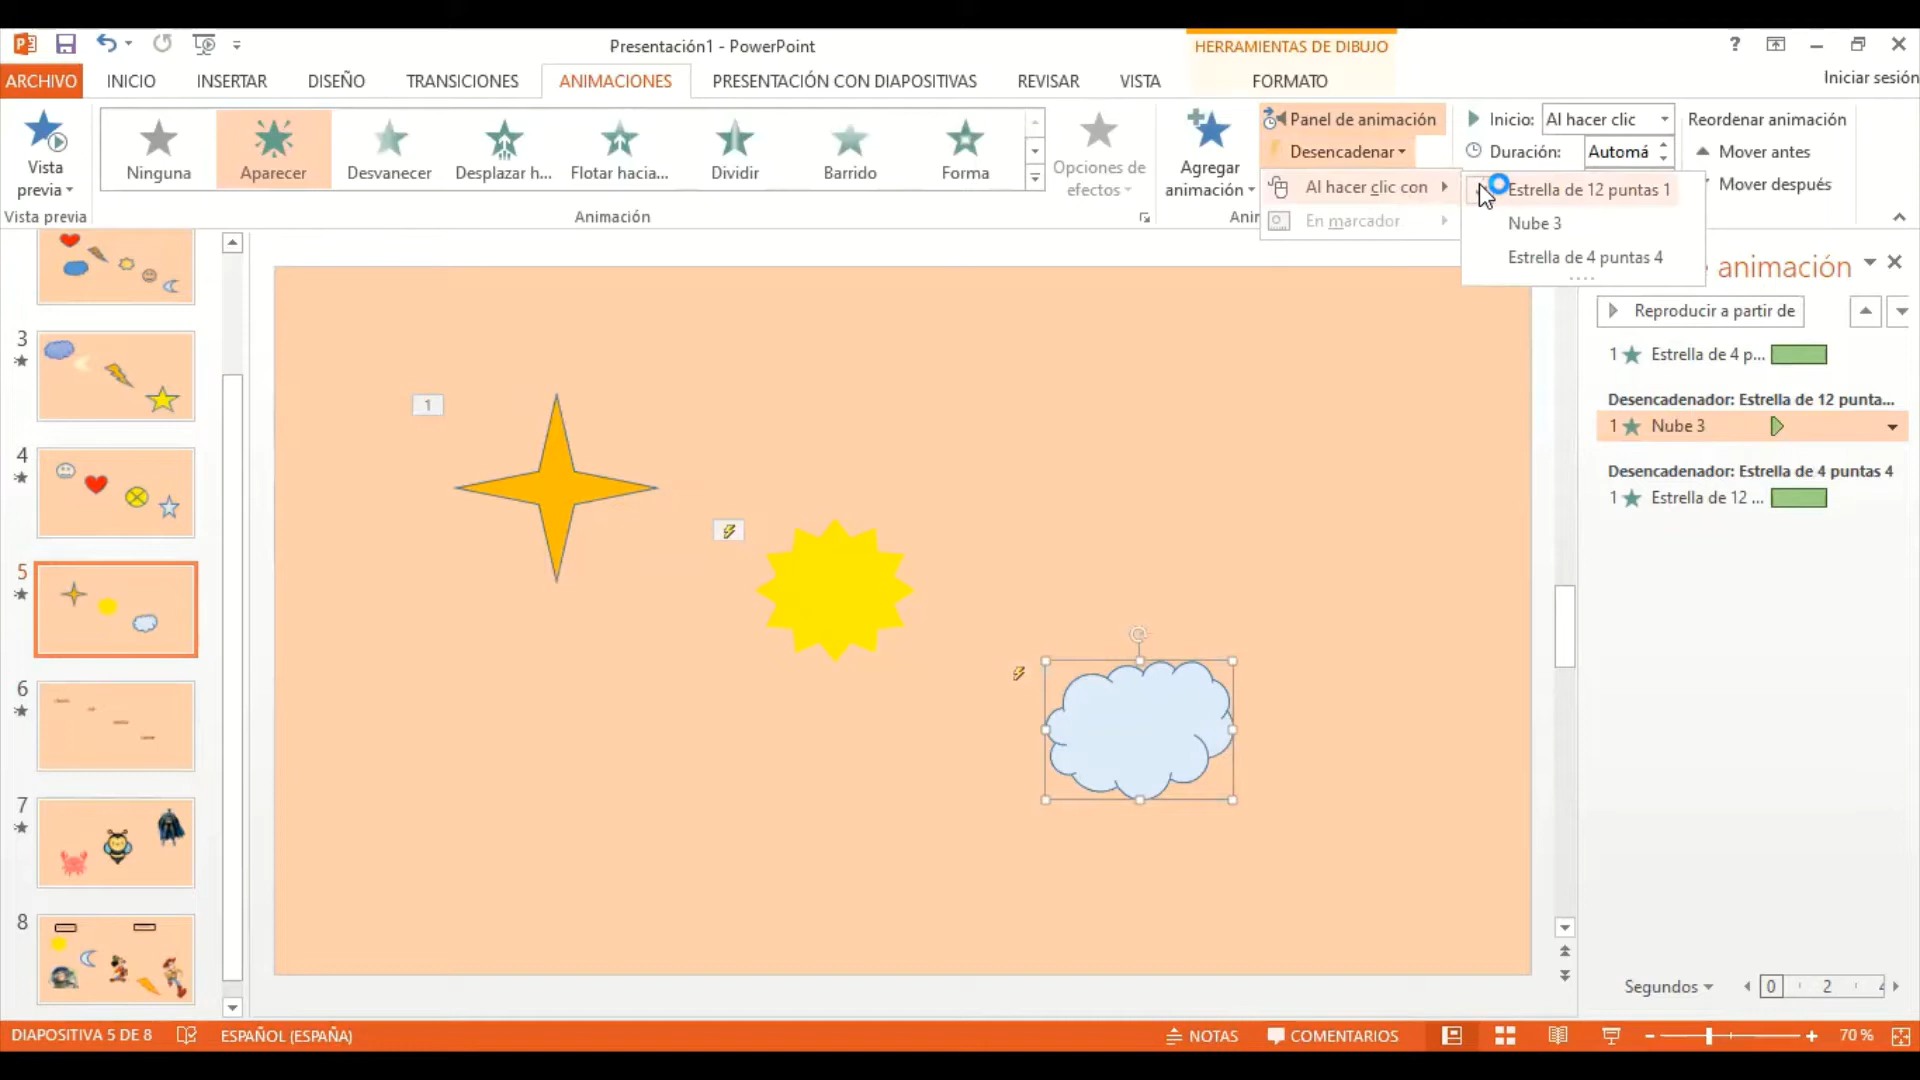 Presentación1 - PowerPoint
HERRAMIENTAS DE DIBUJO
?
Iniciar sesión
ARCHIVO
INICIO
INSERTAR
DISEÑO
TRANSICIONES
ANIMACIONES
PRESENTACIÓN CON DIAPOSITIVAS
REVISAR
VISTA
FORMATO
Vista
previa
Vista previa
Ninguna
Aparecer
Desvanecer
Desplazar h...
Flotar hacia...
Dividir
Barrido
Forma
Animación
Opciones de
efectos
Agregar
animación
Panel de animación
Desencadenar
Al hacer clic con
En marcador
Inicio: Al hacer clic
Duración: Automá
Reordenar animación
Mover antes
Mover después
Estrella de 12 puntas 1
Nube 3
Estrella de 4 puntas 4
animación
Reproducir a partir de
1 Estrella de 4 p...
Desencadenador: Estrella de 12 punta...
1 Nube 3
Desencadenador: Estrella de 4 puntas 4
1 Estrella de 12 ...
Segundos
0 2
3
4
5
6
7
8
1
DIAPOSITIVA 5 DE 8
ESPAÑOL (ESPAÑA)
NOTAS
COMENTARIOS
70 %